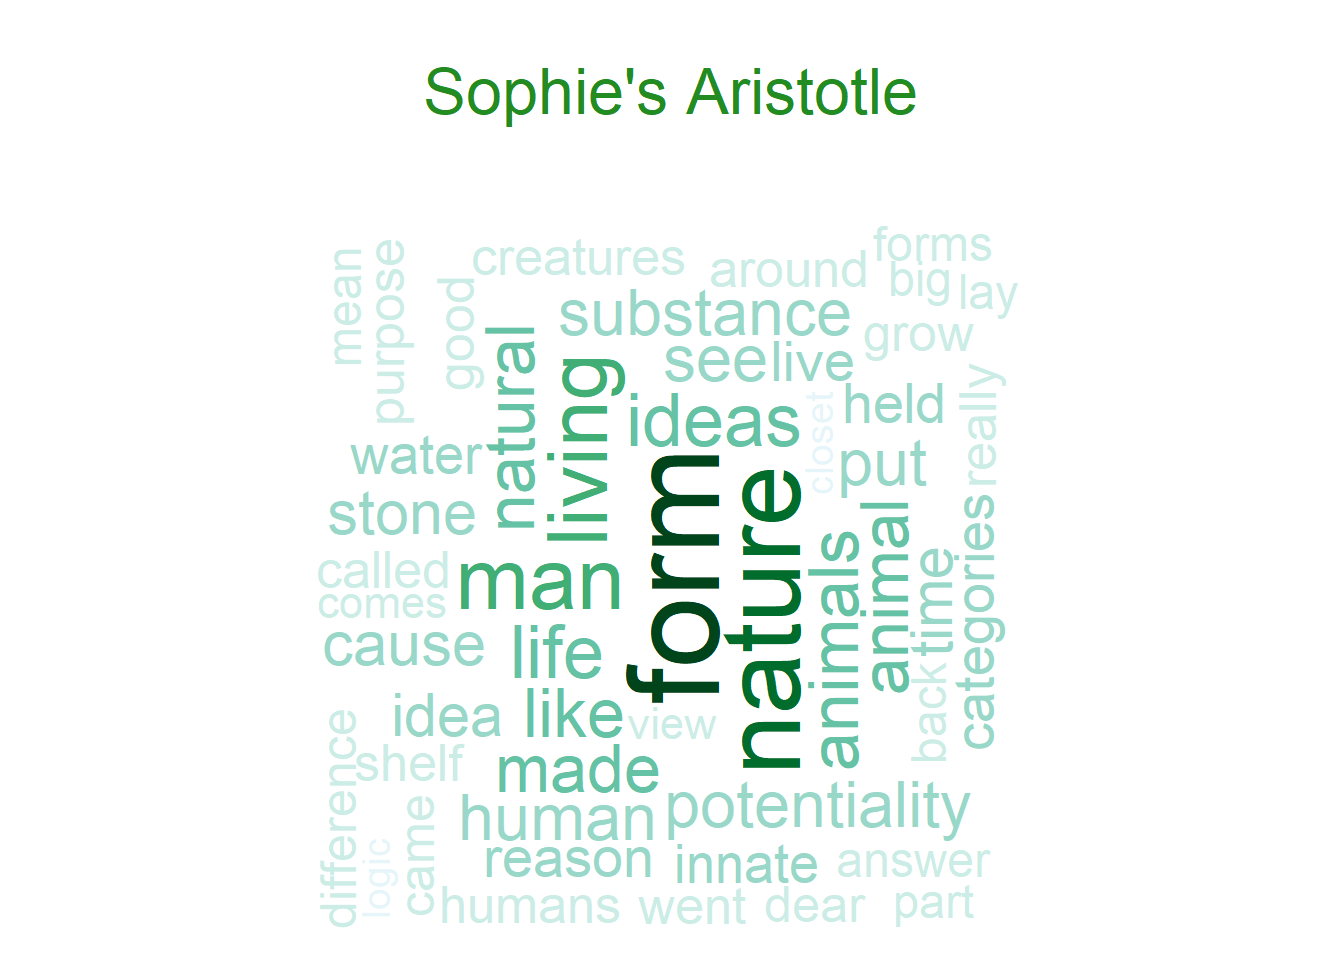 Sophie's Aristotle
mean
purpose
good
creatures
around
forms
big
lay
substance
grow
natural
living
see
live
ideas
closet
held
really
water
put
stone
form
nature
called
man
animals
animal
time
categories
comes
cause
life
back
idea
like
view
difference
shelf
made
came
human
potentiality
logic
reason
innate
answer
humans
went
dear
part